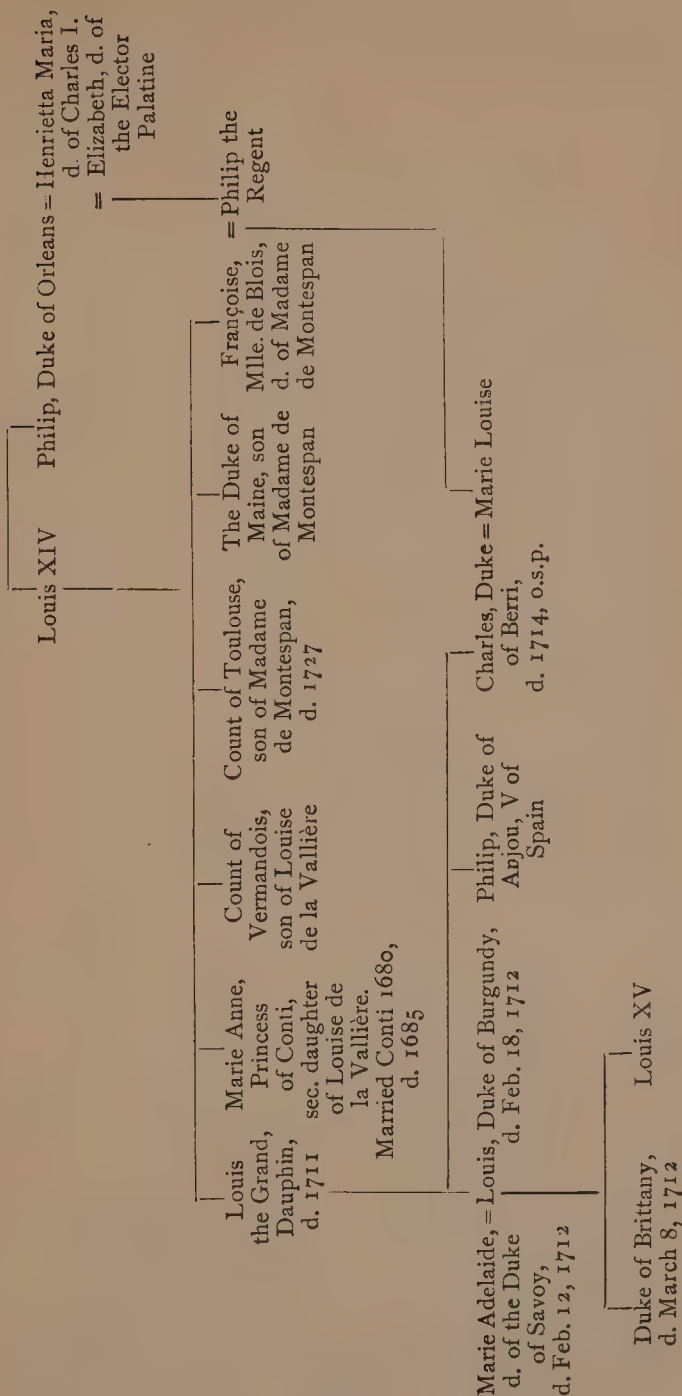 Louis XIV
Philip, Duke of Orleans = Henrietta Maria,
d. of Charles I.
= Elizabeth, d. of
the Elector
Palatine
Louis
the Grand,
Dauphin,
d. 1711
Marie Anne,
Princess
of Conti,
sec. daughter
of Louise de
la Vallière.
Married Conti 1680,
d. 1685
Count of
Vermandois,
son of Louise
de la Vallière
Count of Toulouse,
son of Madame
de Montespan,
d. 1727
The Duke of
Maine, son
of Madame de
Montespan
Françoise,
Mlle. de Blois,
d. of Madame
de Montespan
= Philip the
Regent
Marie Adelaide, = Louis, Duke of Burgundy,
d. of the Duke
of Savoy,
d. Feb. 12, 1712
d. Feb. 18, 1712
Philip, Duke of
Anjou, V of
Spain
Charles, Duke = Marie Louise
of Berri,
d. 1714, o.s.p.
Duke of Brittany,
d. March 8, 1712
Louis XV